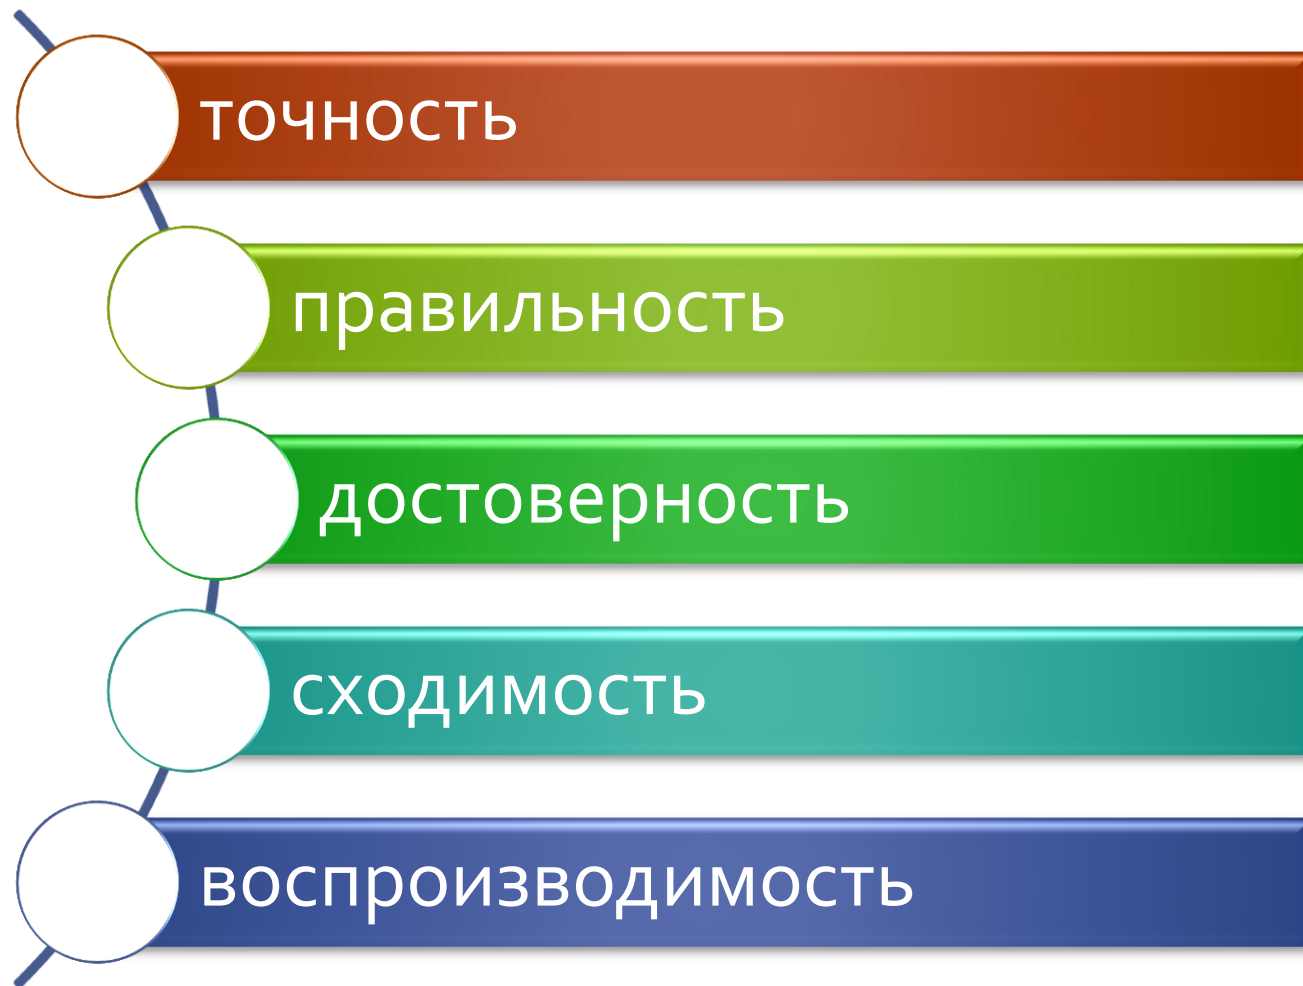 точность
правильность
достоверность
сходимость
воспроизводимость